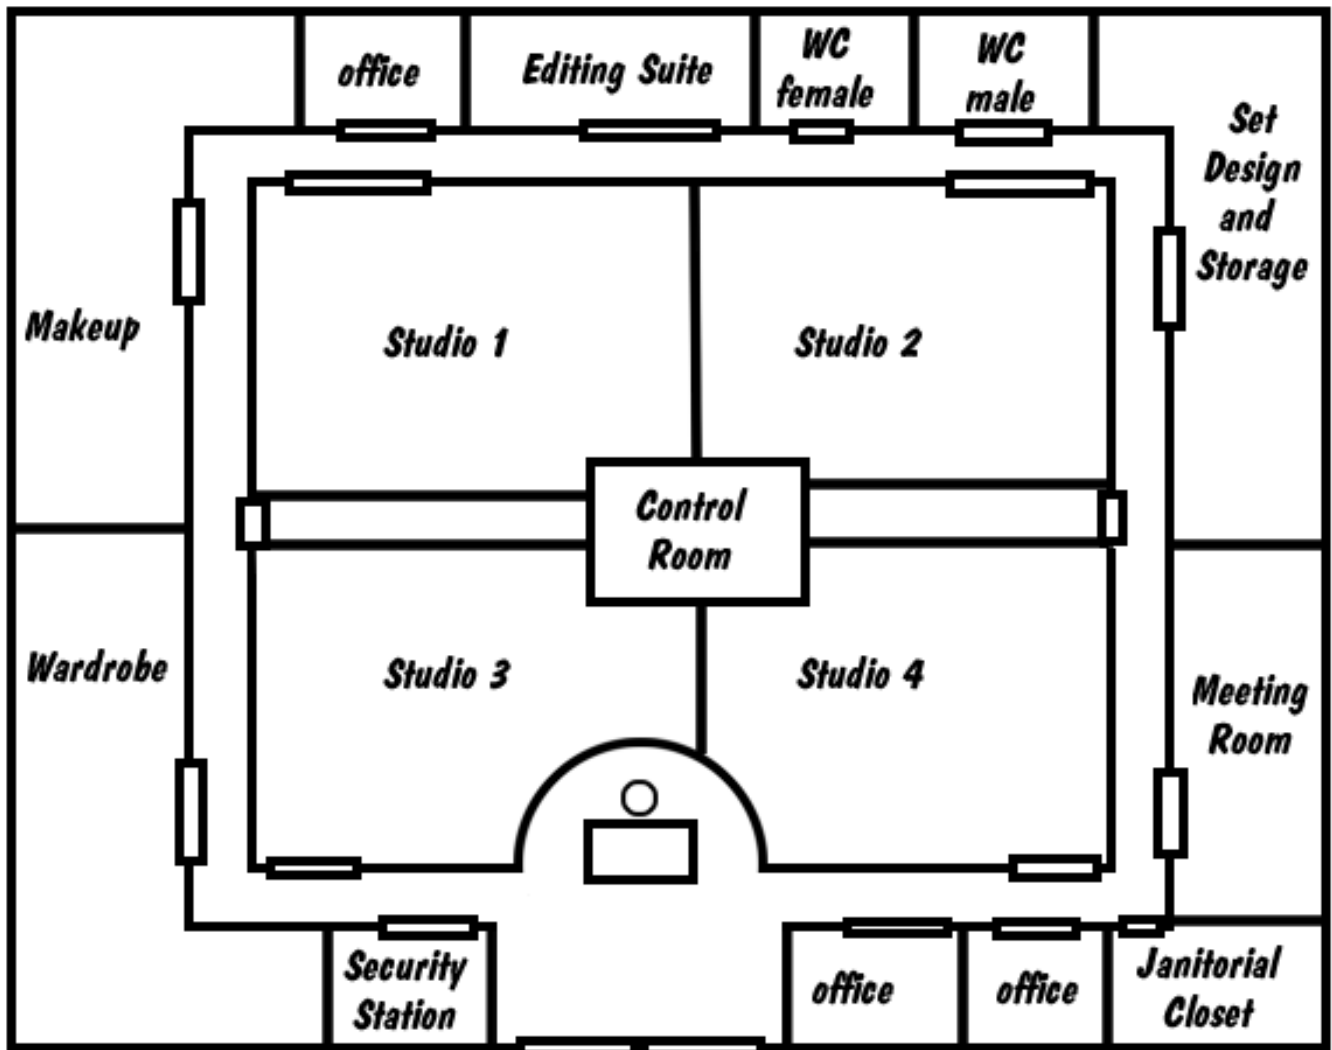 office
Editing Suite
WC
female
WC
male
Set
Design
and
Storage
Makeup
Studio 1
Studio 2
Control
Room
Wardrobe
Studio 3
Studio 4
Meeting
Room
Security
Station
office
office
Janitorial
Closet